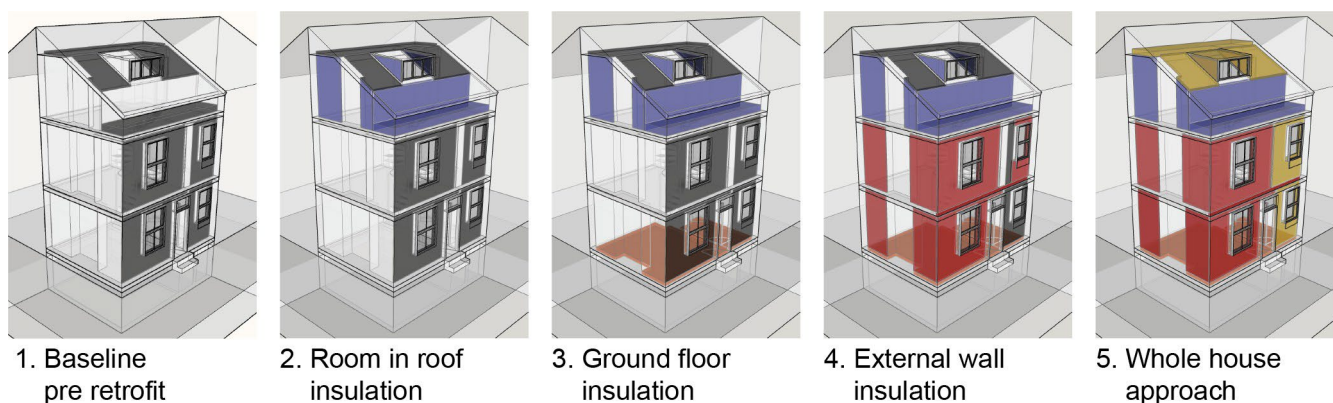 1. Baseline
pre retrofit
2. Room in roof
insulation
3. Ground floor
insulation
4. External wall
insulation
5. Whole house
approach